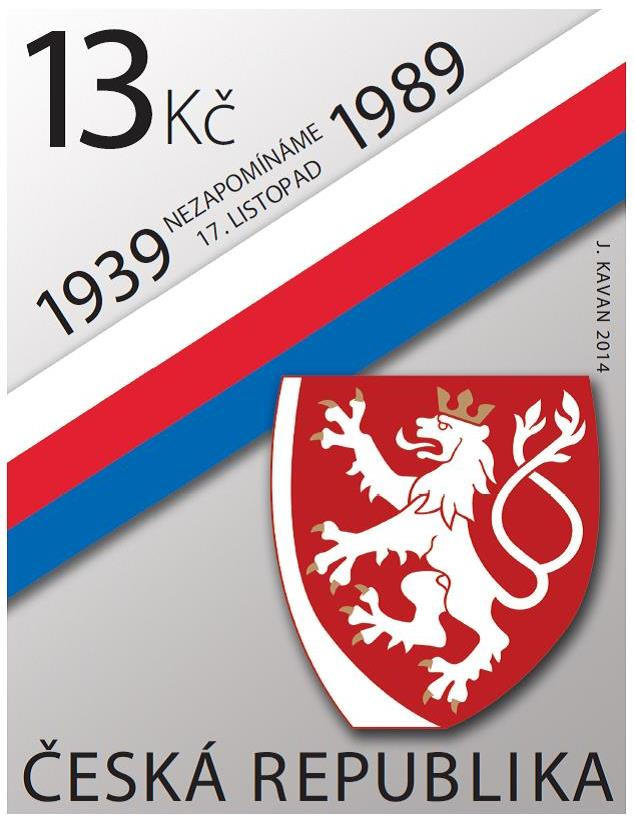 13 Kč
1939 NEZAPOMÍNÁME 1989
17. LISTOPAD
J. KAVAN 2014
ČESKÁ REPUBLIKA